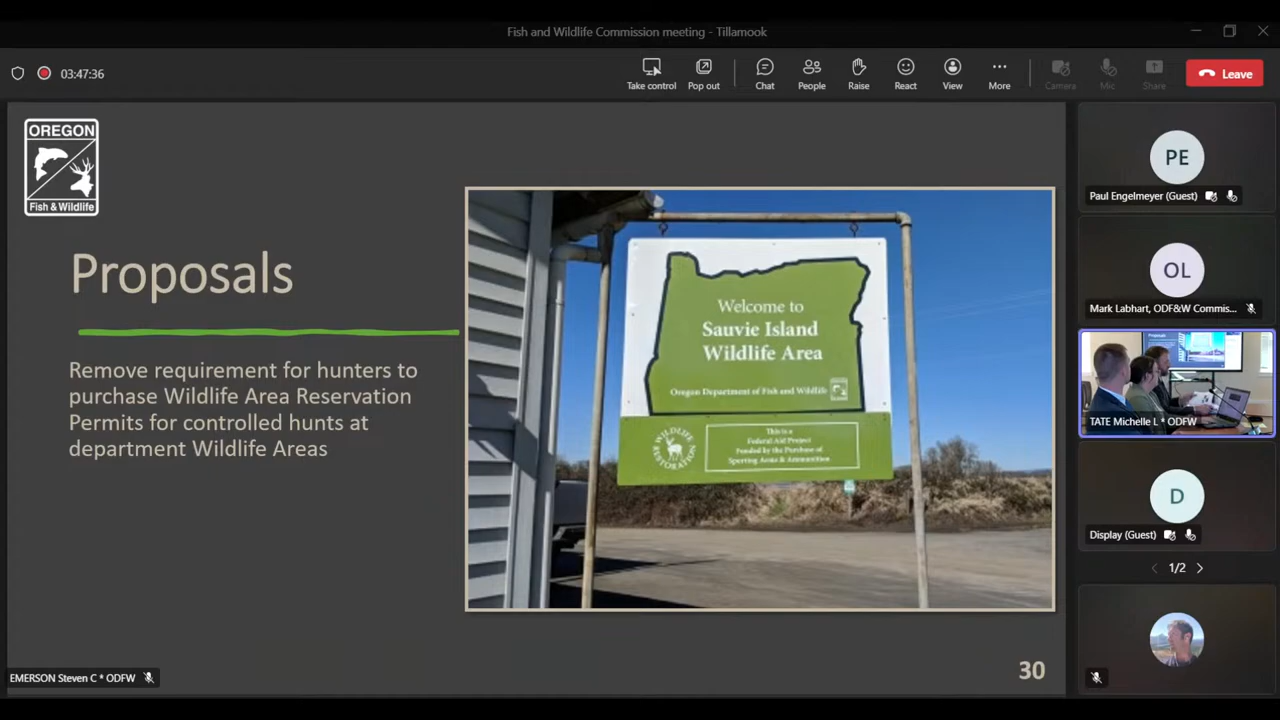 Fish and Wildlife Commission meeting - Tillamook
03:47:36
Take control
Pop out
Chat
People
Raise
React
View
More
Camera
Mic
Share
Leave
OREGON
Fish & Wildlife
Proposals
Remove requirement for hunters to
purchase Wildlife Area Reservation
Permits for controlled hunts at
department Wildlife Areas
Welcome to
Sauvie Island
Wildlife Area
Oregon Department of Fish and Wildlife
WILDLIFE
RESTORATION
This is a
Federal Aid Project
Funded by the Purchase of
Sporting Arms & Ammunition
30
EMERSON Steven C * ODFW
PE
Paul Engelmeyer (Guest)
OL
Mark Labhart, ODF&W Commis...
Proposals
TATE Michelle L * ODFW
D
Display (Guest)
1/2